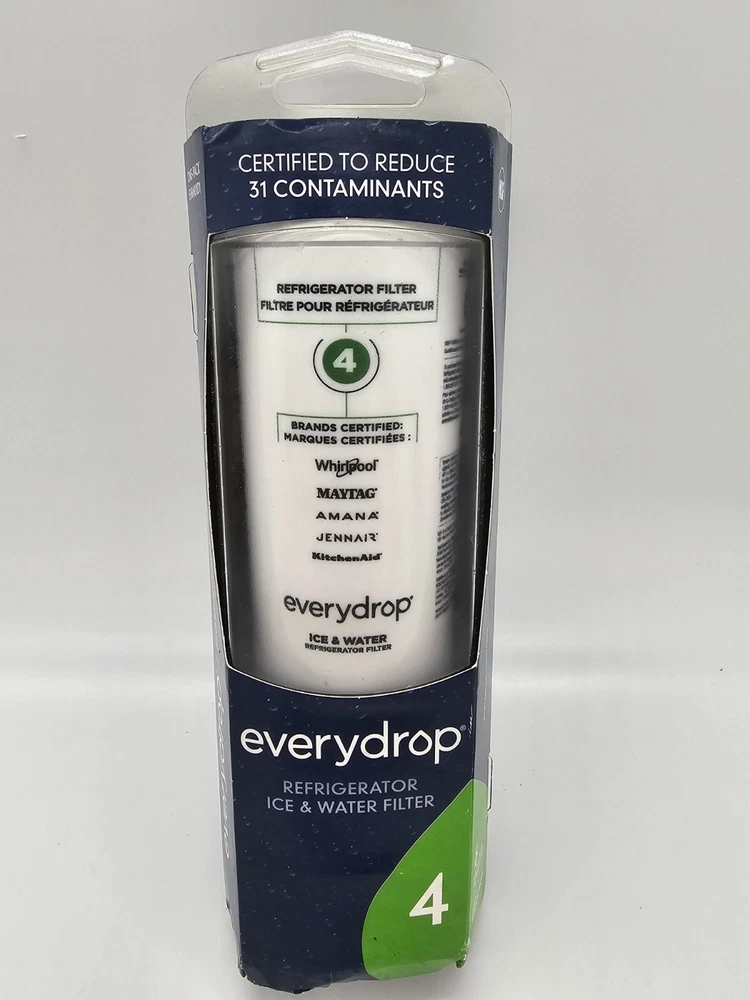 CERTIFIED TO REDUCE
31 CONTAMINANTS
REFRIGERATOR FILTER
FILTRE POUR RÉFRIGÉRATEUR
4
BRANDS CERTIFIED:
MARQUES CERTIFIÉES :
Whirlpool
MAYTAG
AMANA
JENNAIR
KitchenAid
everydrop
ICE & WATER
REFRIGERATOR FILTER
everydrop®
REFRIGERATOR
ICE & WATER FILTER
4